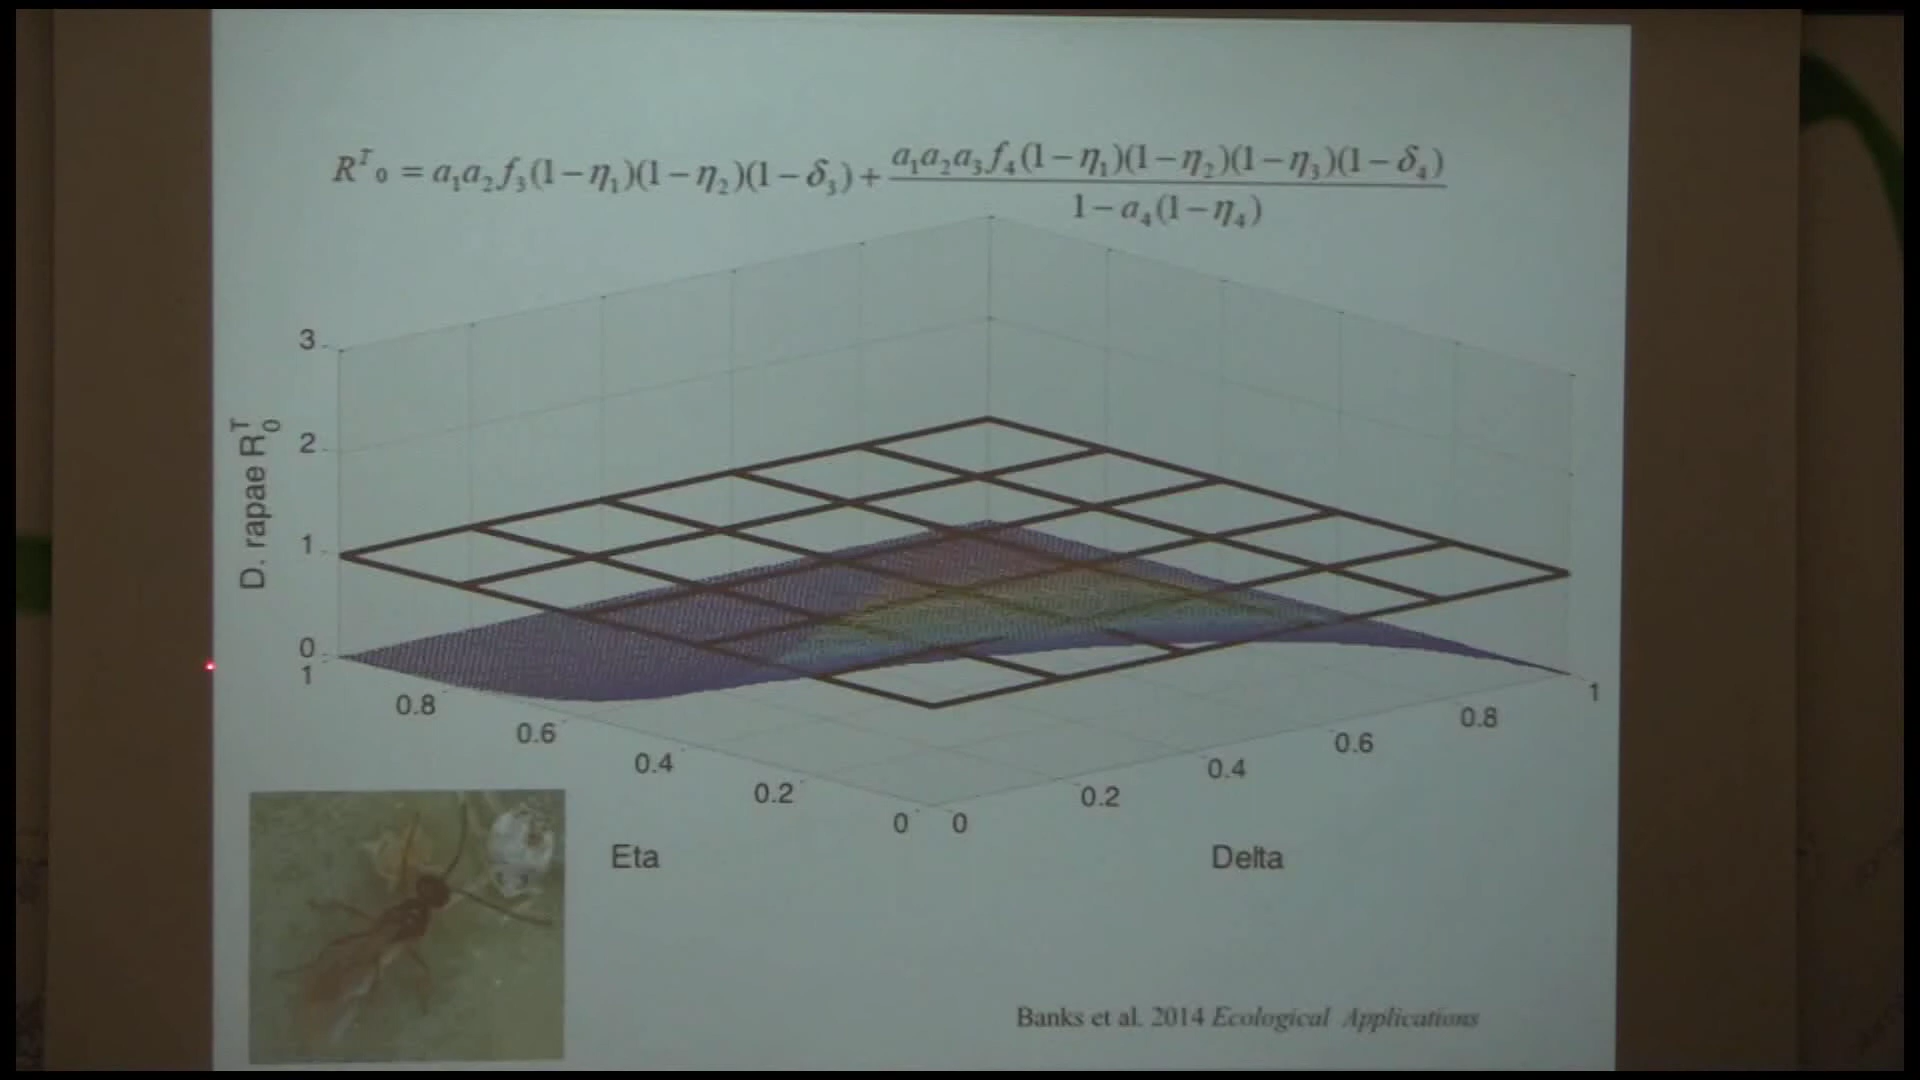 R^T_0 = a_1a_2f_3(1−η_1)(1−η_2)(1−δ_3) + a_1a_2a_3f_4(1−η_1)(1−η_2)(1−η_3)(1−δ_4)
1−a_4(1−η_4)
D. rapae R^T_0
3
2
1
0
1
0.8
0.6
0.4
0.2
0
0
0.2
0.4
0.6
0.8
1
Eta
Delta
Banks et al. 2014 Ecological Applications